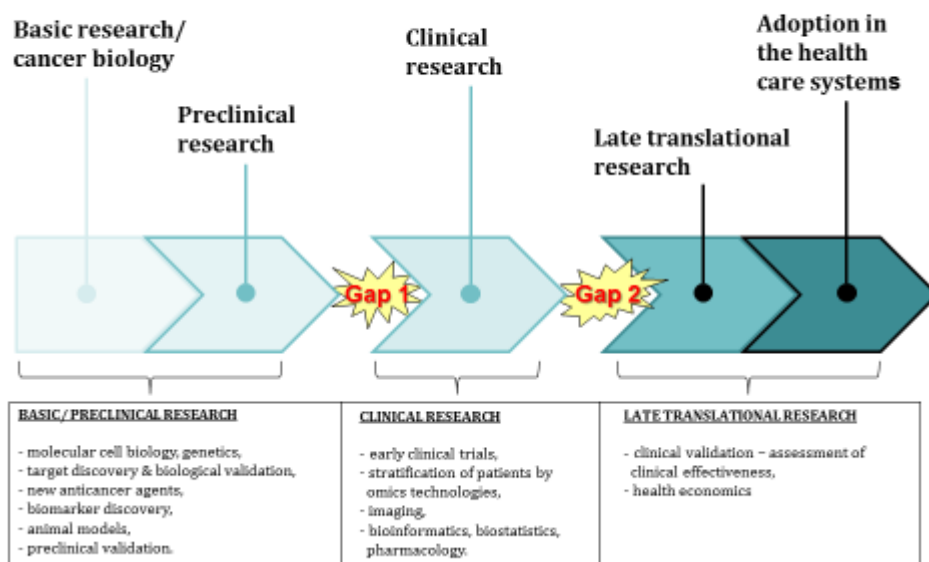 Basic research/
cancer biology
Preclinical
research
Clinical
research
Late translational
research
Adoption in
the health
care systems
Gap 1
Gap 2
BASIC/ PRECLINICAL RESEARCH
- molecular cell biology, genetics,
- target discovery & biological validation,
- new anticancer agents,
- biomarker discovery,
- animal models,
- preclinical validation.
CLINICAL RESEARCH
- early clinical trials,
- stratification of patients by
omics technologies,
- imaging,
- bioinformatics, biostatistics,
pharmacology.
LATE TRANSLATIONAL RESEARCH
- clinical validation – assessment of
clinical effectiveness,
- health economics